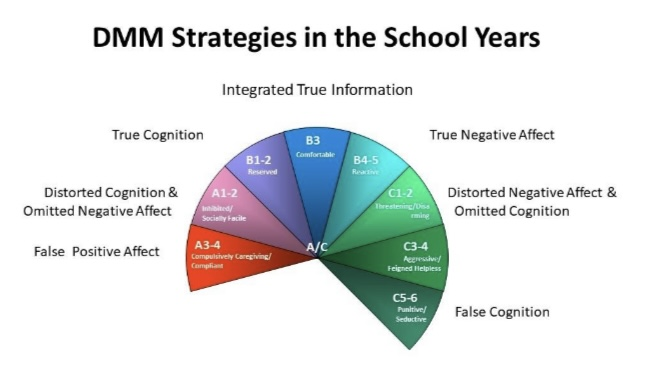 DMM Strategies in the School Years
Integrated True Information
True Cognition
True Negative Affect
B3
Comfortable
B1-2
Reserved
B4-5
Reactive
Distorted Cognition &
Omitted Negative Affect
A1-2
Inhibited/
Socially Facile
C1-2
Threatening/Disa
rming
Distorted Negative Affect &
Omitted Cognition
False Positive Affect
A3-4
Compulsively Caregiving/
Compliant
A/C
C3-4
Aggressive/
Feigned Helpless
C5-6
Punitive/
Seductive
False Cognition